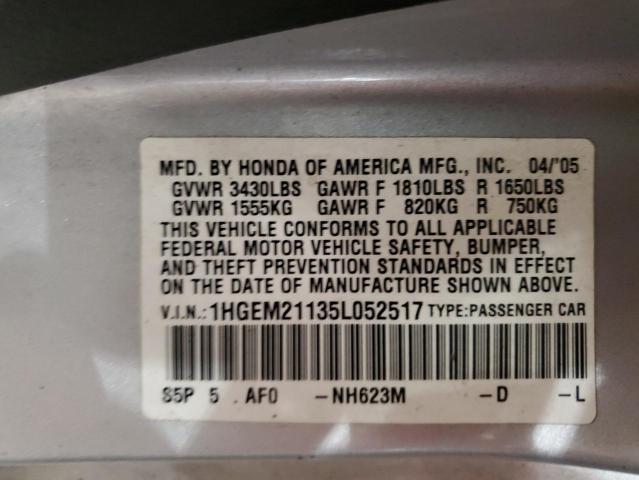 MFD. BY HONDA OF AMERICA MFG., INC. 04/'05
GVWR 3430LBS GAWR F 1810LBS R 1650LBS
GVWR 1555KG GAWR F 820KG R 750KG
THIS VEHICLE CONFORMS TO ALL APPLICABLE
FEDERAL MOTOR VEHICLE SAFETY, BUMPER,
AND THEFT PREVENTION STANDARDS IN EFFECT
ON THE DATE OF MANUFACTURE SHOWN ABOVE.
V.I.N.: 1HGEM21135L052517 TYPE:PASSENGER CAR
S5P 5 AF0 -NH623M -D -L